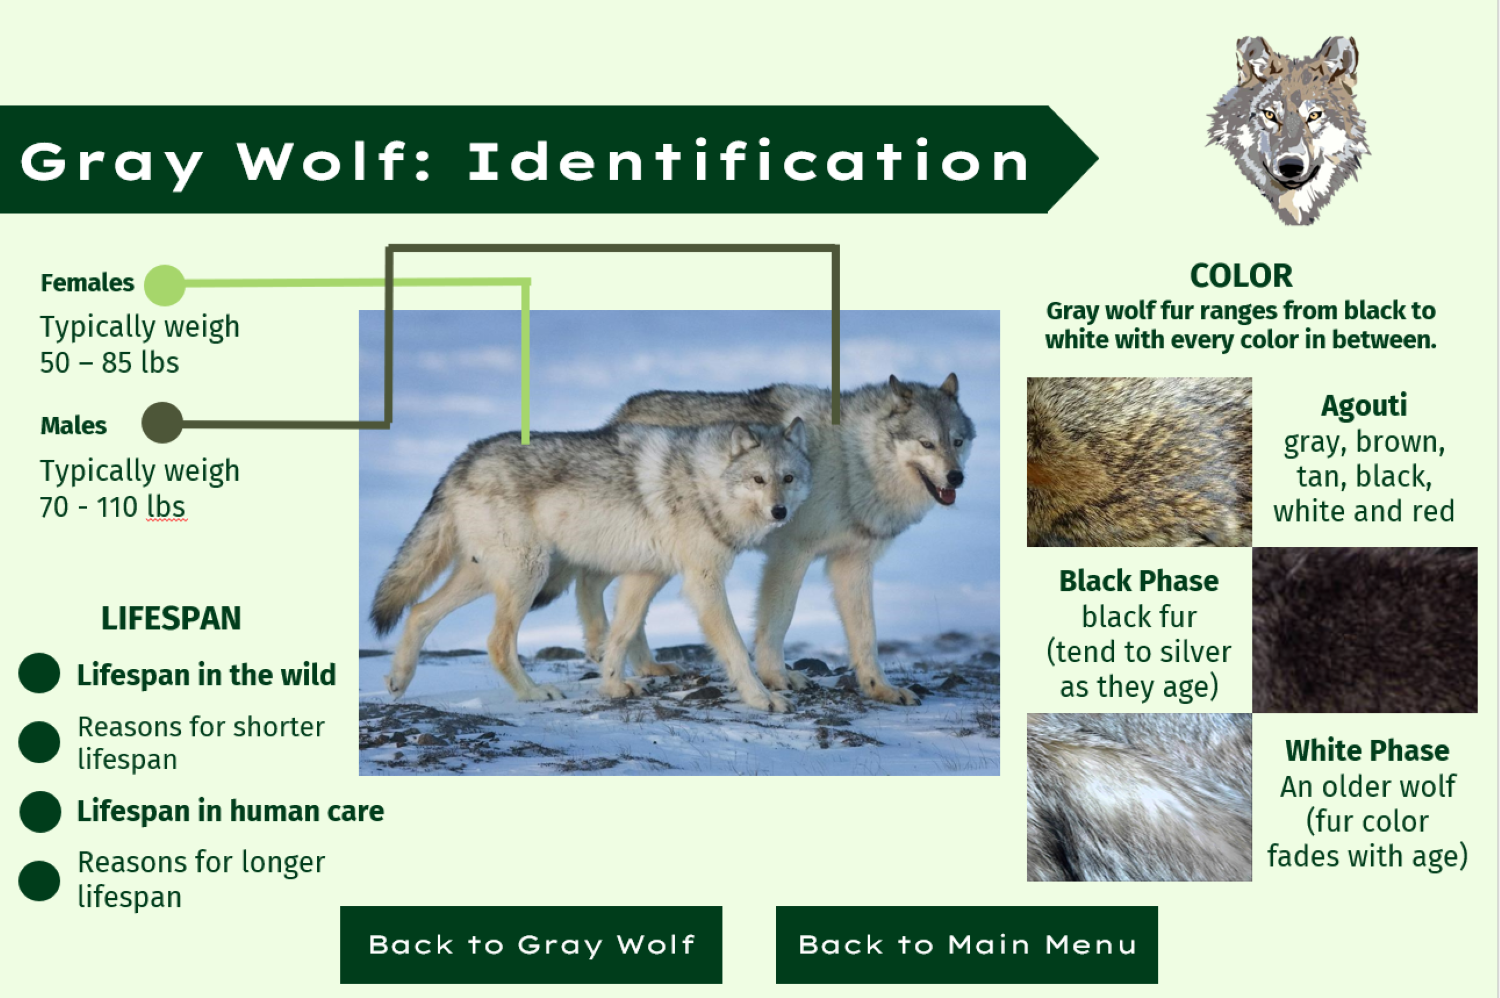 Gray Wolf: Identification
Females
Typically weigh
50 – 85 lbs
Males
Typically weigh
70 - 110 lbs
LIFESPAN
Lifespan in the wild
Reasons for shorter
lifespan
Lifespan in human care
Reasons for longer
lifespan
COLOR
Gray wolf fur ranges from black to
white with every color in between.
Agouti
gray, brown,
tan, black,
white and red
Black Phase
black fur
(tend to silver
as they age)
White Phase
An older wolf
(fur color
fades with age)
Back to Gray Wolf
Back to Main Menu